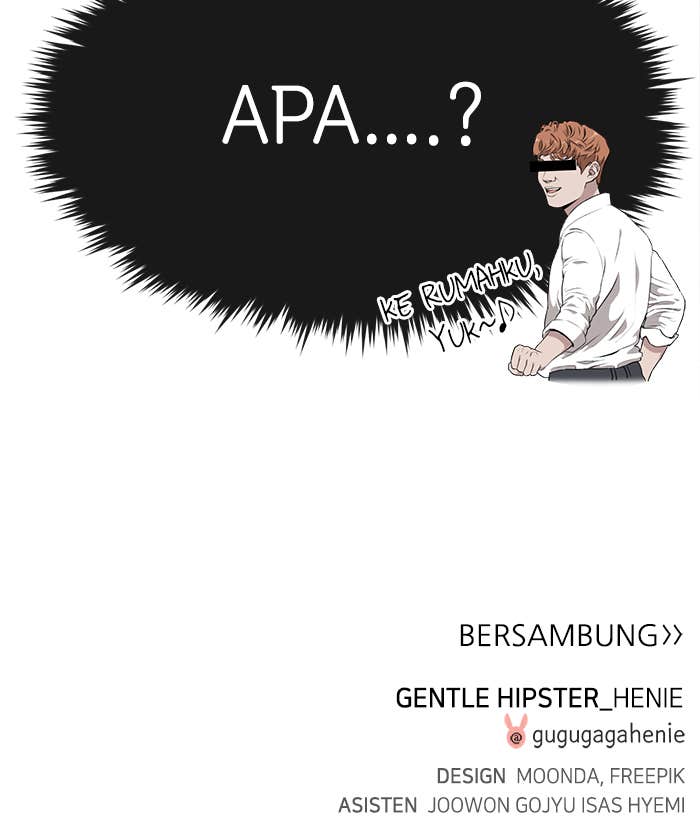 APA....?
KE RUMAHKU,
YUK~♪
BERSAMBUNG>>
GENTLE HIPSTER_HENIE
@ gugugagahenie
DESIGN MOONDA, FREEPIK
ASISTEN JOOWON GOJYU ISAS HYEMI